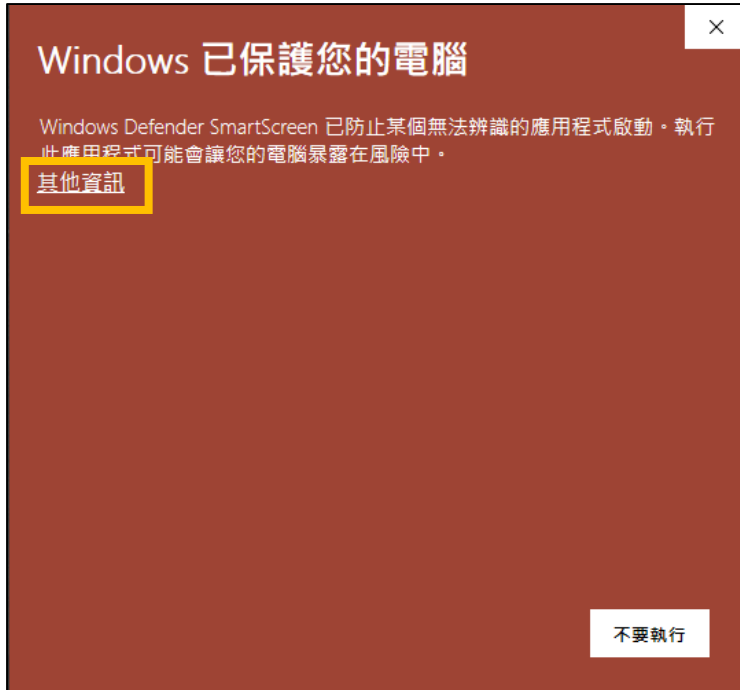 Windows 已保護您的電腦
Windows Defender SmartScreen 已防止某個無法辨識的應用程式啟動。執行
此應用程式可能會讓您的電腦暴露在風險中。
其他資訊
不要執行